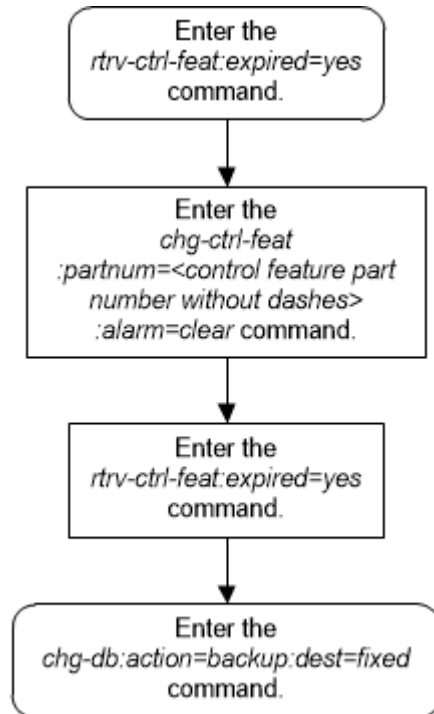 Enter the
rtrv-ctrl-feat:expired=yes
command.
Enter the
chg-ctrl-feat
:partnum=<control feature part
number without dashes>
:alarm=clear command.
Enter the
rtrv-ctrl-feat:expired=yes
command.
Enter the
chg-db:action=backup:dest=fixed
command.